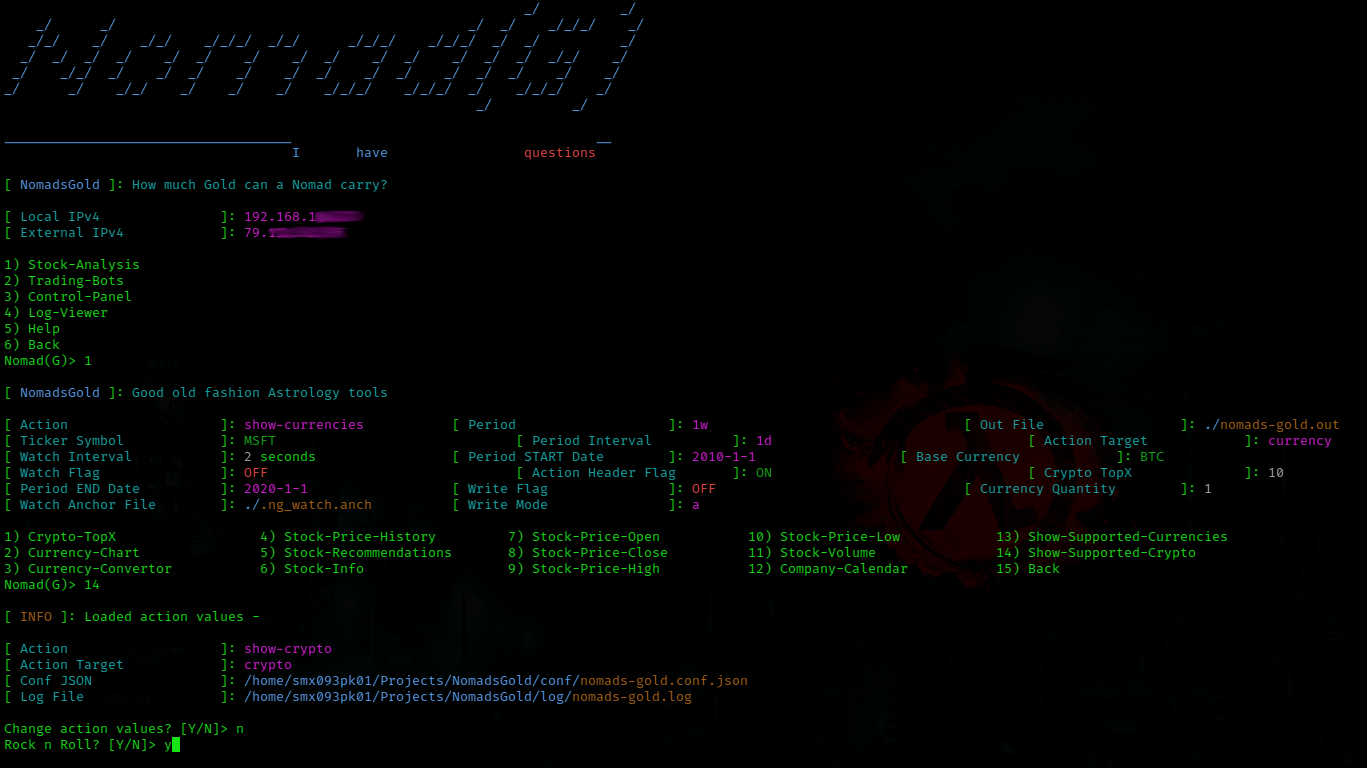 Nomad(G)
I have questions
[ NomadsGold ]: How much Gold can a Nomad carry?
[ Local IPv4 ]: 192.168.1
[ External IPv4 ]: 79.
1) Stock-Analysis
2) Trading-Bots
3) Control-Panel
4) Log-Viewer
5) Help
6) Back
Nomad(G)> 1
[ NomadsGold ]: Good old fashion Astrology tools
[ Action ]: show-currencies [ Period ]: 1w [ Out File ]: ./nomads-gold.out
[ Ticker Symbol ]: MSFT [ Period Interval ]: 1d [ Action Target ]: currency
[ Watch Interval ]: 2 seconds [ Period START Date ]: 2010-1-1 [ Base Currency ]: BTC
[ Watch Flag ]: OFF [ Action Header Flag ]: ON [ Crypto TopX ]: 10
[ Period END Date ]: 2020-1-1 [ Write Flag ]: OFF [ Currency Quantity ]: 1
[ Watch Anchor File ]: ./.ng_watch.anch [ Write Mode ]: a
1) Crypto-TopX 4) Stock-Price-History 7) Stock-Price-Open 10) Stock-Price-Low 13) Show-Supported-Currencies
2) Currency-Chart 5) Stock-Recommendations 8) Stock-Price-Close 11) Stock-Volume 14) Show-Supported-Crypto
3) Currency-Convertor 6) Stock-Info 9) Stock-Price-High 12) Company-Calendar 15) Back
Nomad(G)> 14
[ INFO ]: Loaded action values -
[ Action ]: show-crypto
[ Action Target ]: crypto
[ Conf JSON ]: /home/smx093pk01/Projects/NomadsGold/conf/nomads-gold.conf.json
[ Log File ]: /home/smx093pk01/Projects/NomadsGold/log/nomads-gold.log
Change action values? [Y/N]> n
Rock n Roll? [Y/N]> y